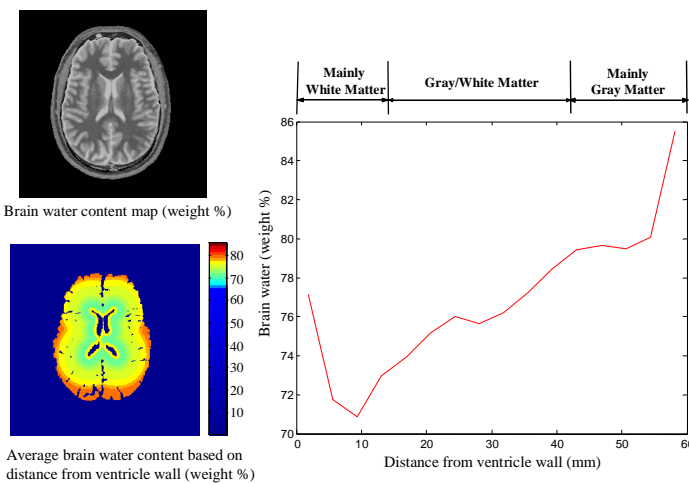 Brain water content map (weight %)
80
70
60
50
40
30
20
10
Average brain water content based on
distance from ventricle wall (weight %)
Mainly
White Matter
Gray/White Matter
Mainly
Gray Matter
86
84
82
80
78
76
74
72
70
Brain water (weight %)
0 10 20 30 40 50 60
Distance from ventricle wall (mm)